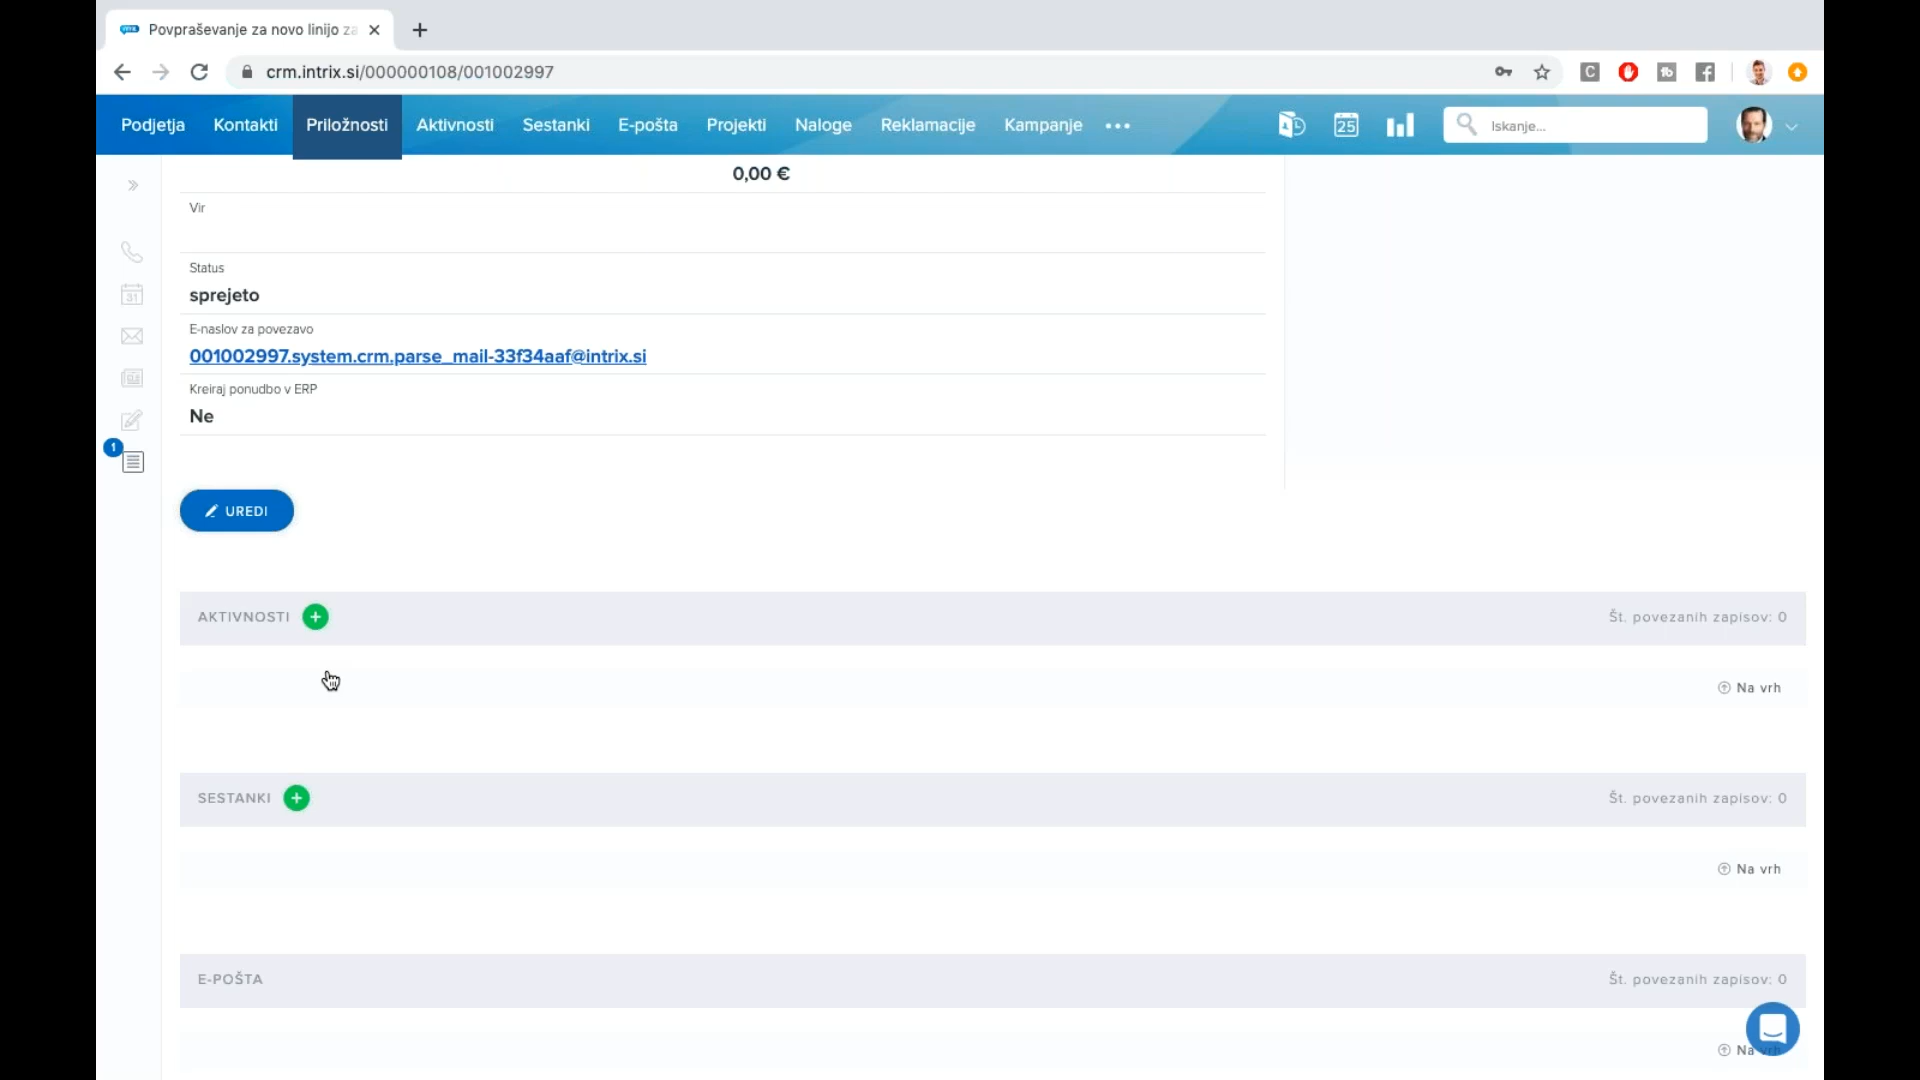 Povpraševanje za novo linijo za
crm.intrix.si/000000108/001002997
Podjetja Kontakti Priložnosti Aktivnosti Sestanki E-pošta Projekti Naloge Reklamacije Kampanje 25 Iskanje...
0,00 €
Vir
Status
sprejeto
E-naslov za povezavo
001002997.system.crm.parse_mail-33f34aaf@intrix.si
Kreiraj ponudbo v ERP
Ne
31
1
UREDI
AKTIVNOSTI Št. povezanih zapisov: 0
Na vrh
SESTANKI Št. povezanih zapisov: 0
Na vrh
E-POŠTA Št. povezanih zapisov: 0
Na vrh